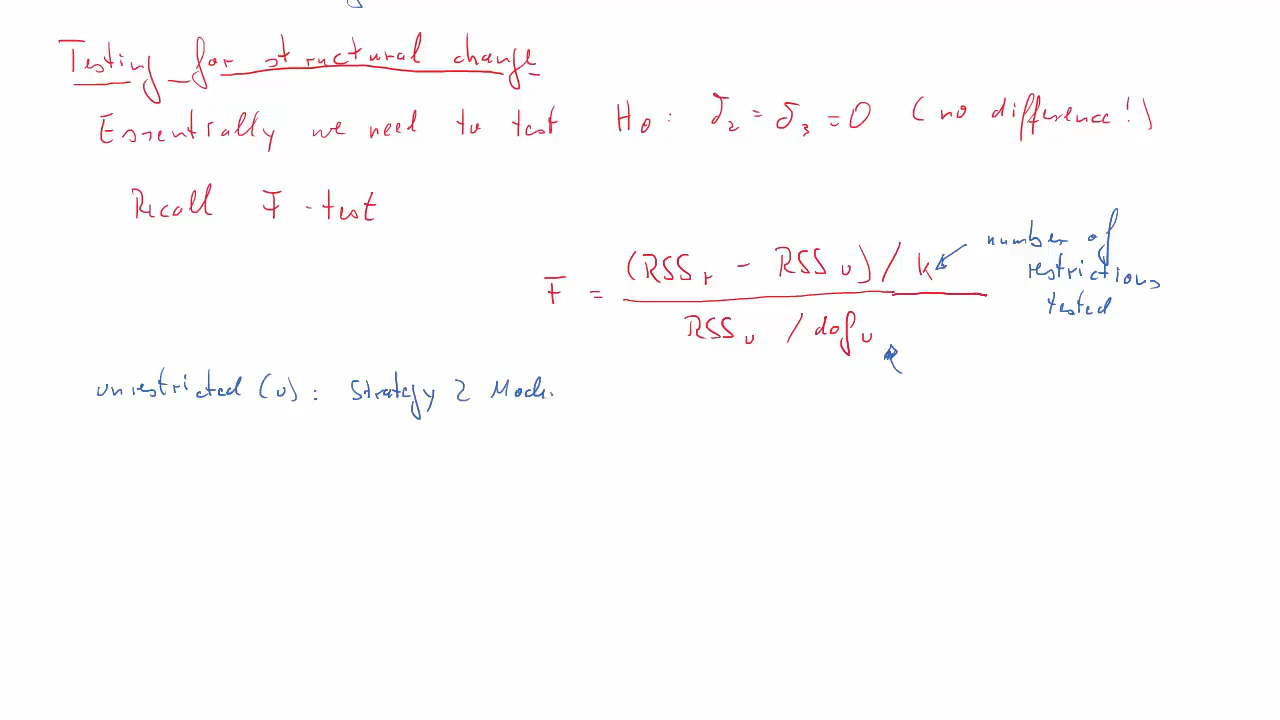 Testing for structural change
Essentially we need to test H0: δ2 = δ3 = 0 (no difference!)
Recall F-test
F = (RSSr - RSSu) / k
RSSu / dofu
number of
restrictions
tested
unrestricted (u): Strategy 2 Mode